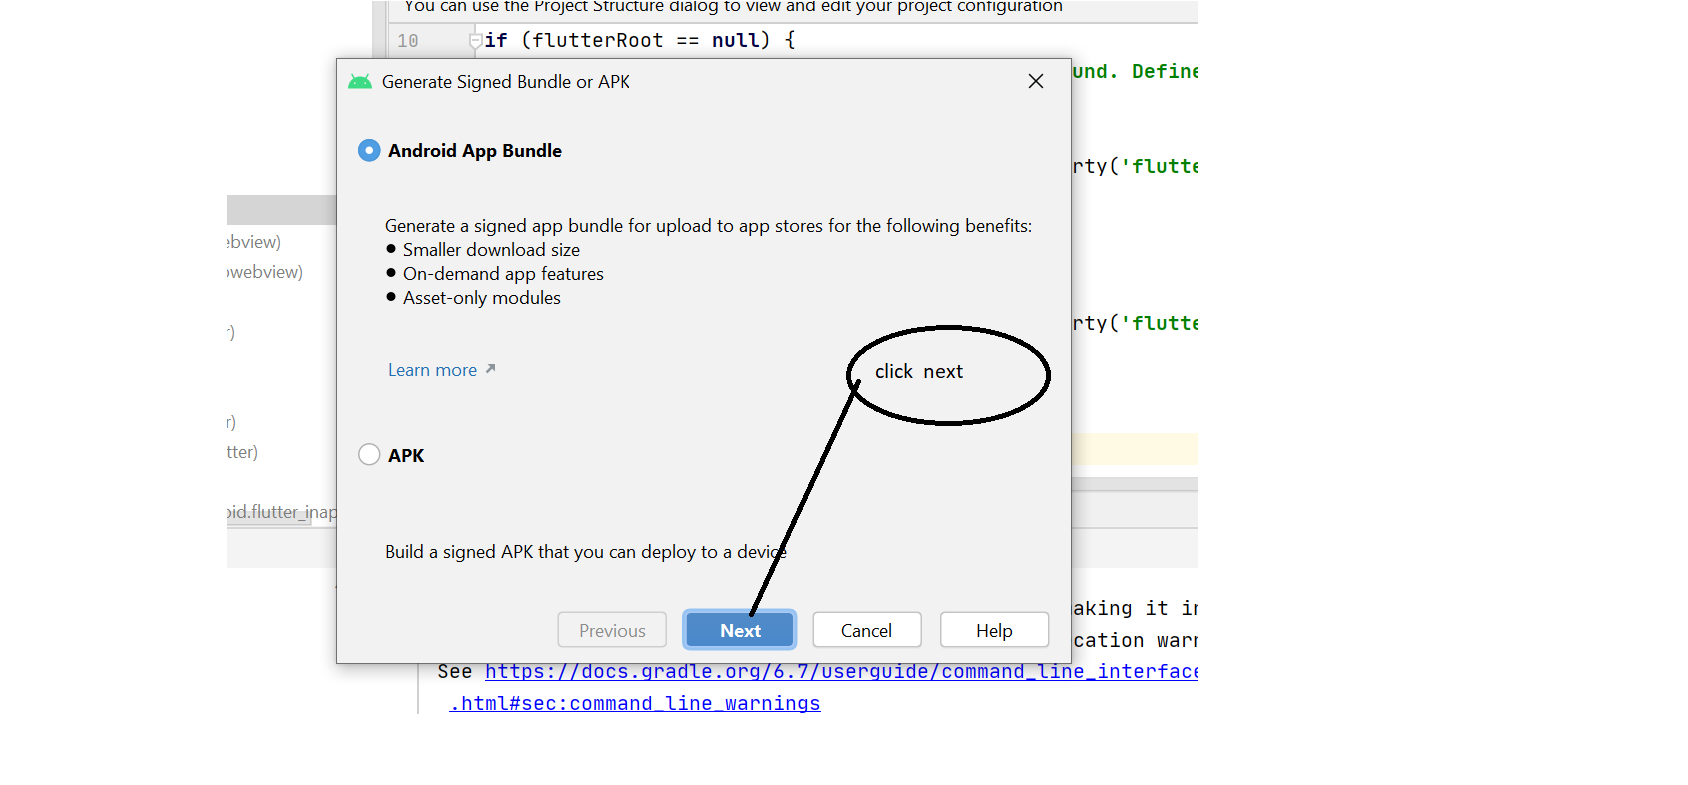 You can use the Project Structure dialog to view and edit your project configuration
10 if (flutterRoot == null) {
Generate Signed Bundle or APK
und. Define
Android App Bundle
rty('flutte
Generate a signed app bundle for upload to app stores for the following benefits:
ebview)
• Smaller download size
owebview)
• On-demand app features
• Asset-only modules
r)
rty('flutte
Learn more
click next
r)
tter)
APK
oid.flutter_inap
Build a signed APK that you can deploy to a device
aking it in
Previous Next Cancel Help
cation warn
See https://docs.gradle.org/6.7/userguide/command_line_interface
.html#sec:command_line_warnings